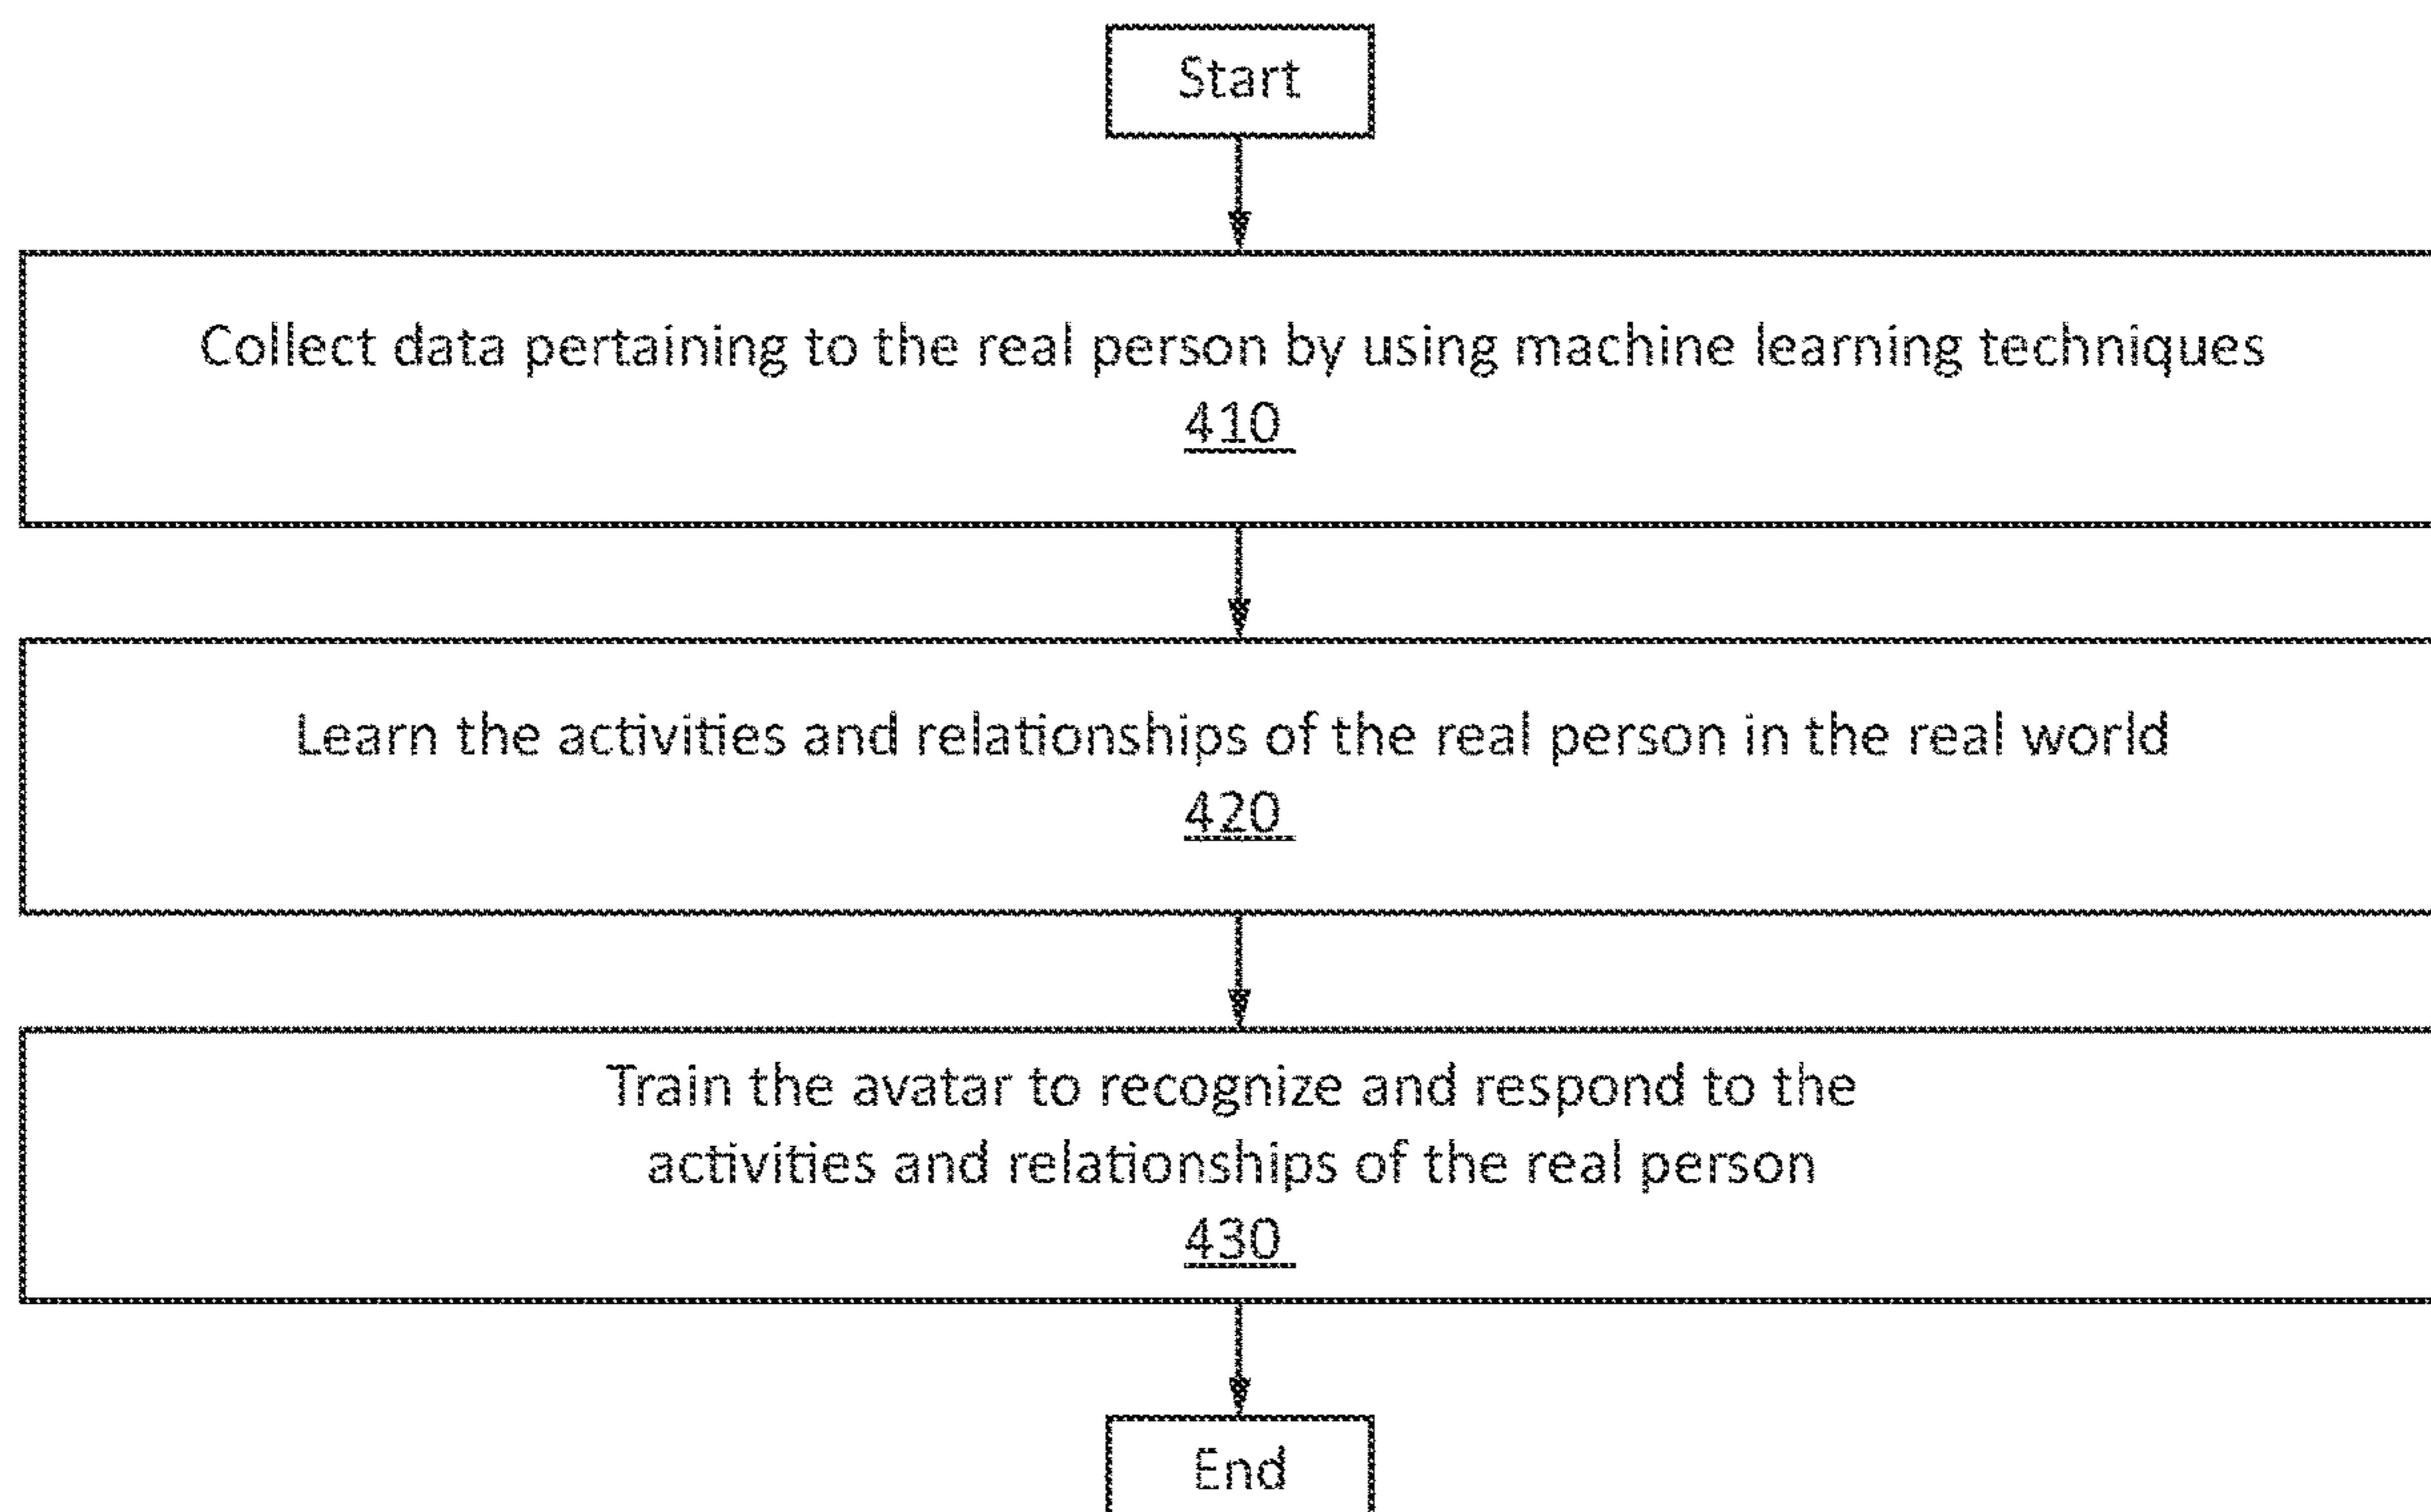 Start
Collect data pertaining to the real person by using machine learning techniques
410
Learn the activities and relationships of the real person in the real world
420
Train the avatar to recognize and respond to the
activities and relationships of the real person
430
End